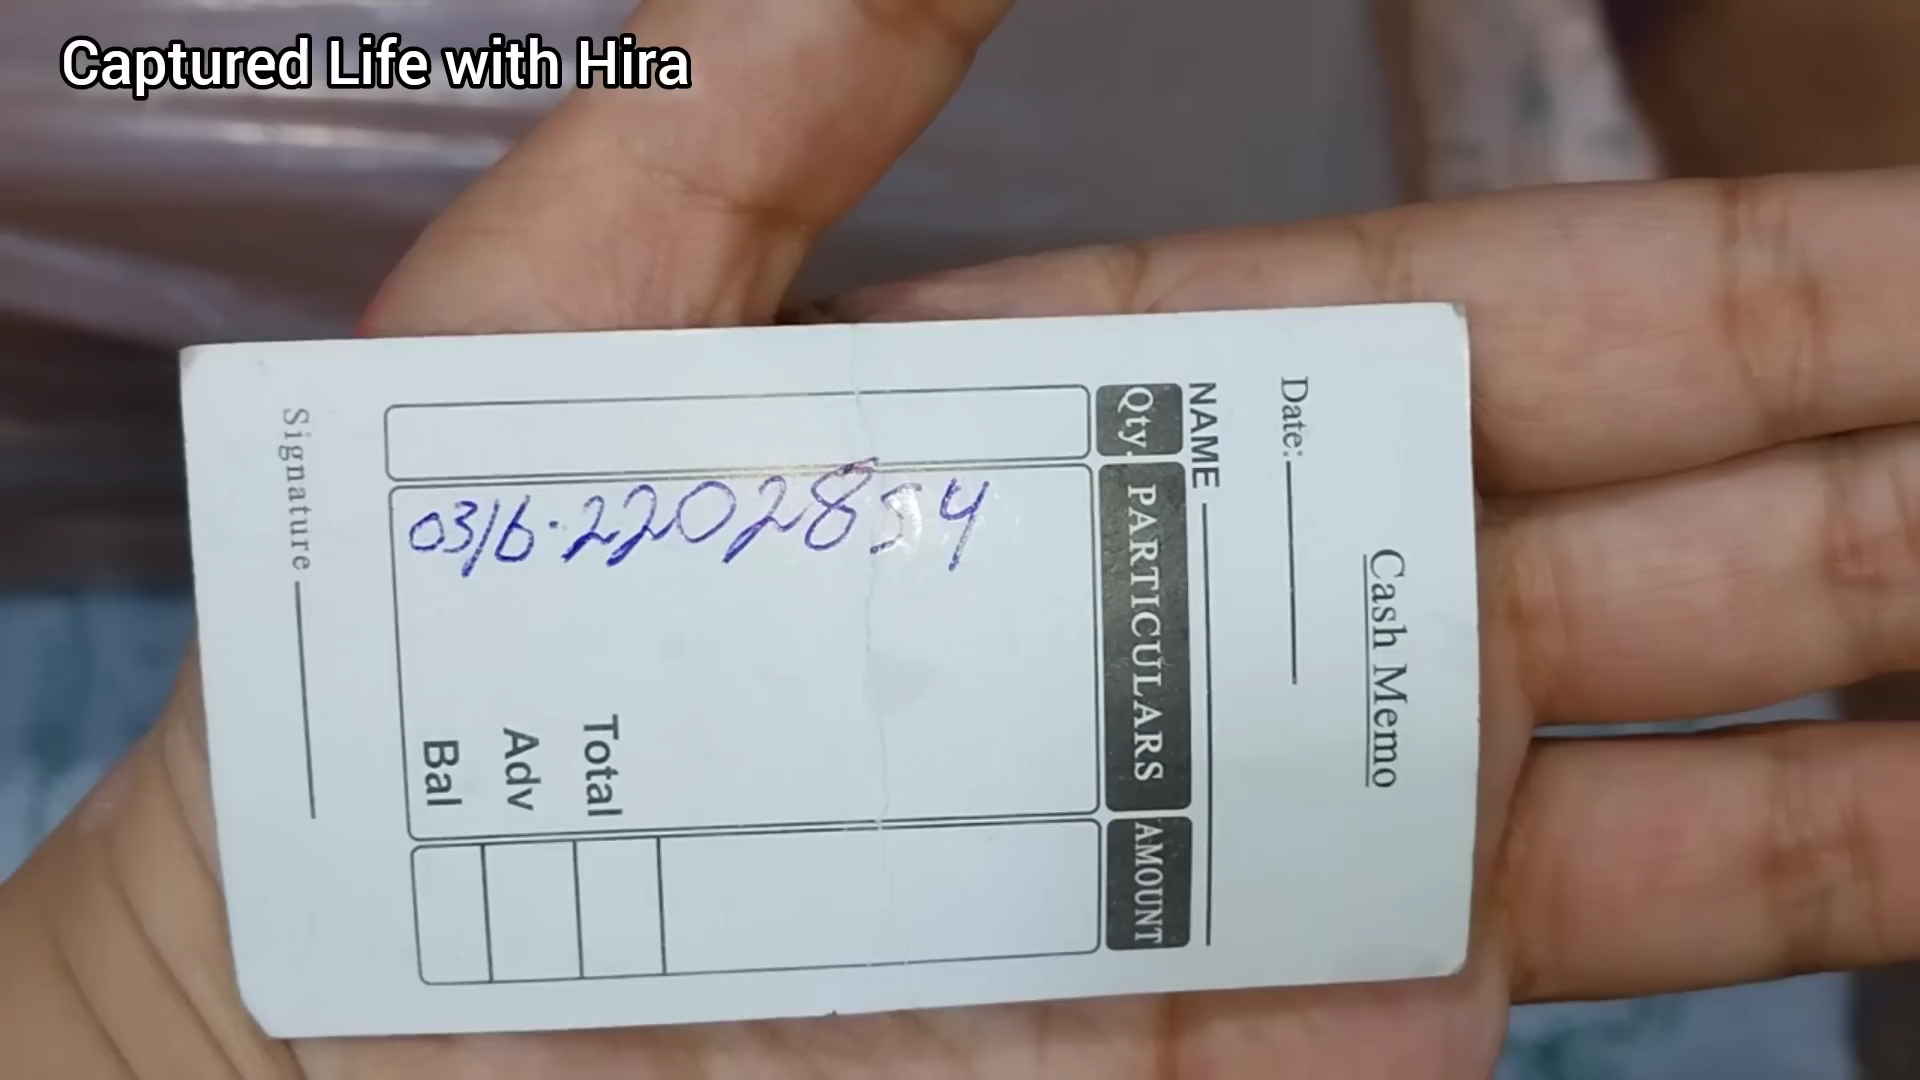 Captured Life with Hira
Cash Memo
Date:
NAME
Qty. PARTICULARS AMOUNT
0316-2202854
Total
Adv
Bal
Signature